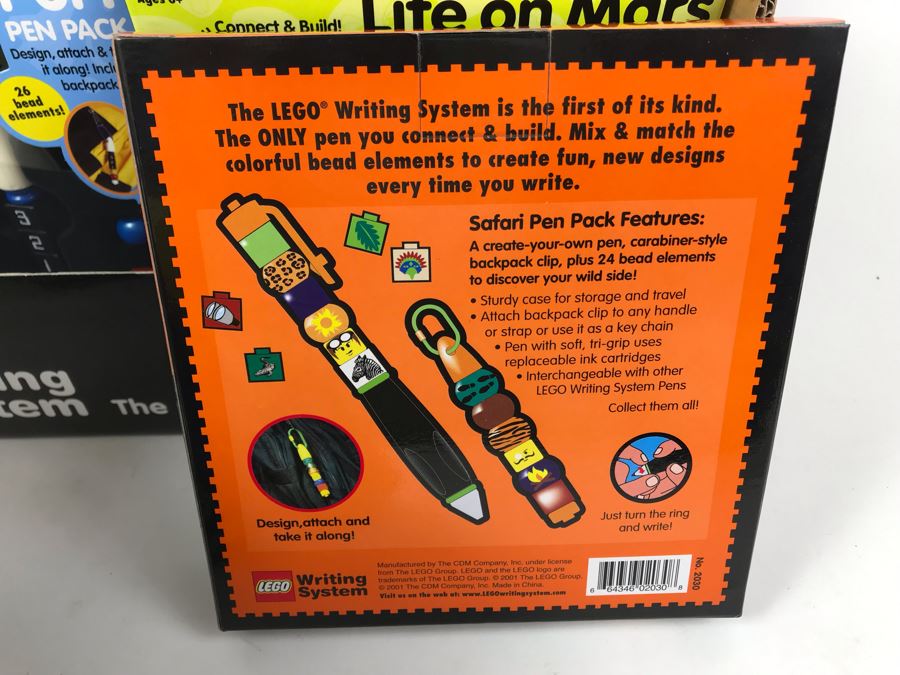 Ages 6+
Connect & Build!
Life on Mars
PEN PACK
Design, attach &
it along! Incl
backpack
26
bead
elements!
3
2
1
The LEGO® Writing System is the first of its kind.
The ONLY pen you connect & build. Mix & match the
colorful bead elements to create fun, new designs
every time you write.
Safari Pen Pack Features:
A create-your-own pen, carabiner-style
backpack clip, plus 24 bead elements
to discover your wild side!
• Sturdy case for storage and travel
• Attach backpack clip to any handle
or strap or use it as a key chain
• Pen with soft, tri-grip uses
replaceable ink cartridges
• Interchangeable with other
LEGO Writing System Pens
Collect them all!
Design,attach and
take it along!
Just turn the ring
and write!
LEGO Writing
System
Manufactured by The CDM Company, Inc. under license
from The LEGO Group. LEGO and the LEGO logo are
trademarks of The LEGO Group. © 2001 The LEGO Group.
© 2001 The CDM Company, Inc. Made in China.
Visit us on the web at: www.LEGOwritingsystem.com
6 64346 02030 8
No. 2030
ing
tem The